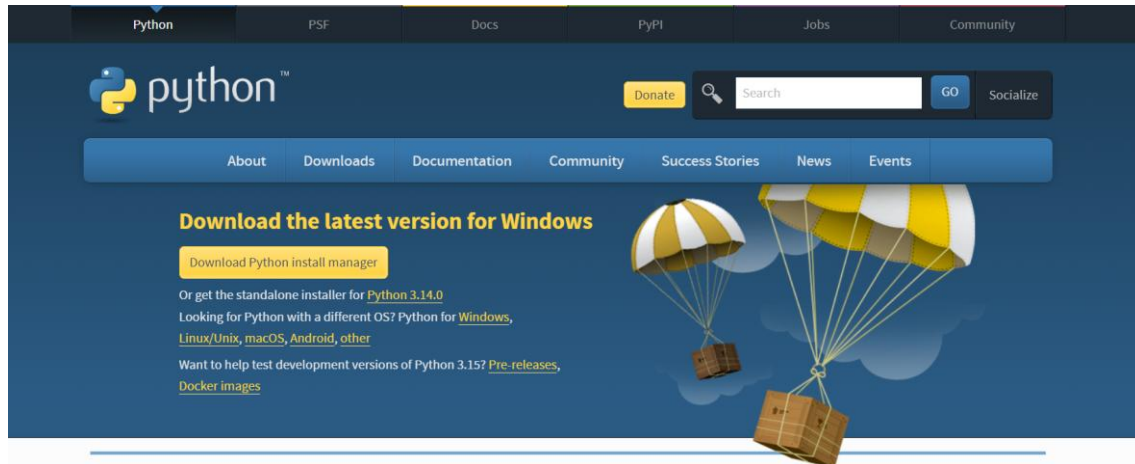 Python PSF Docs PyPI Jobs Community
python™
Donate Search GO Socialize
About Downloads Documentation Community Success Stories News Events
Download the latest version for Windows
Download Python install manager
Or get the standalone installer for Python 3.14.0
Looking for Python with a different OS? Python for Windows,
Linux/Unix, macOS, Android, other
Want to help test development versions of Python 3.15? Pre-releases,
Docker images